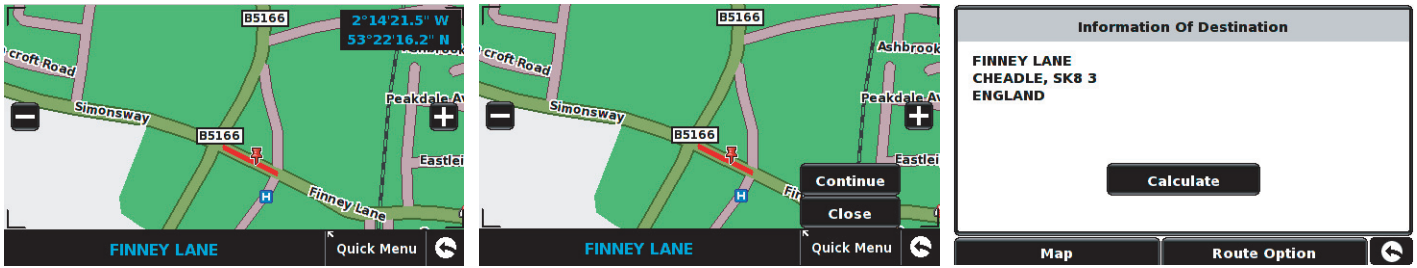 B5166
2°14'21.5" W
53°22'16.2" N
croft Road
Simonsway
Peakdale Av
B5166
Eastlei
H
Finney Lane
FINNEY LANE
Quick Menu
B5166
Ashbrook
croft Road
Peakdale Av
Simonsway
B5166
Eastlei
Continue
H
Fin
Close
FINNEY LANE
Quick Menu
Information Of Destination
FINNEY LANE
CHEADLE, SK8 3
ENGLAND
Calculate
Map
Route Option